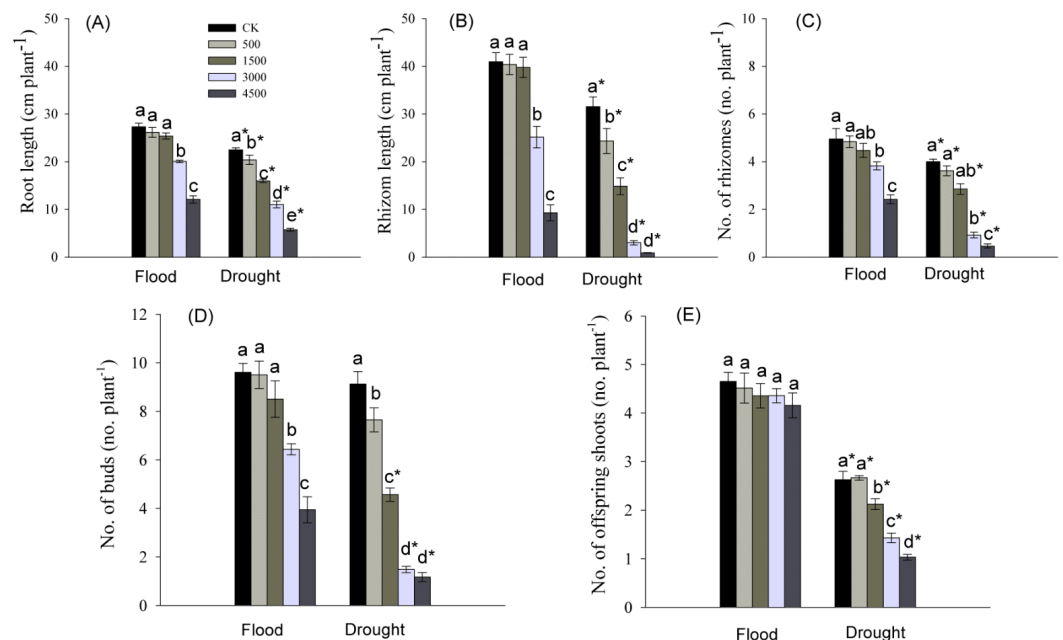 (A)
Root length (cm plant⁻¹)
50
40
30
20
10
0
CK
500
1500
3000
4500
a a a b c
a* b* c* d* e*
Flood Drought
(B)
Rhizom length (cm plant⁻¹)
50
40
30
20
10
0
a a a b c
a* b* c* d* d*
Flood Drought
(C)
No. of rhizomes (no. plant⁻¹)
10
8
6
4
2
0
a a ab b c
a* a* ab* b* c*
Flood Drought
(D)
No. of buds (no. plant⁻¹)
12
10
8
6
4
2
0
a a a b c
a b c* d* d*
Flood Drought
(E)
No. of offspring shoots (no. plant⁻¹)
6
5
4
3
2
1
0
a a a a a
a* a* b* c* d*
Flood Drought